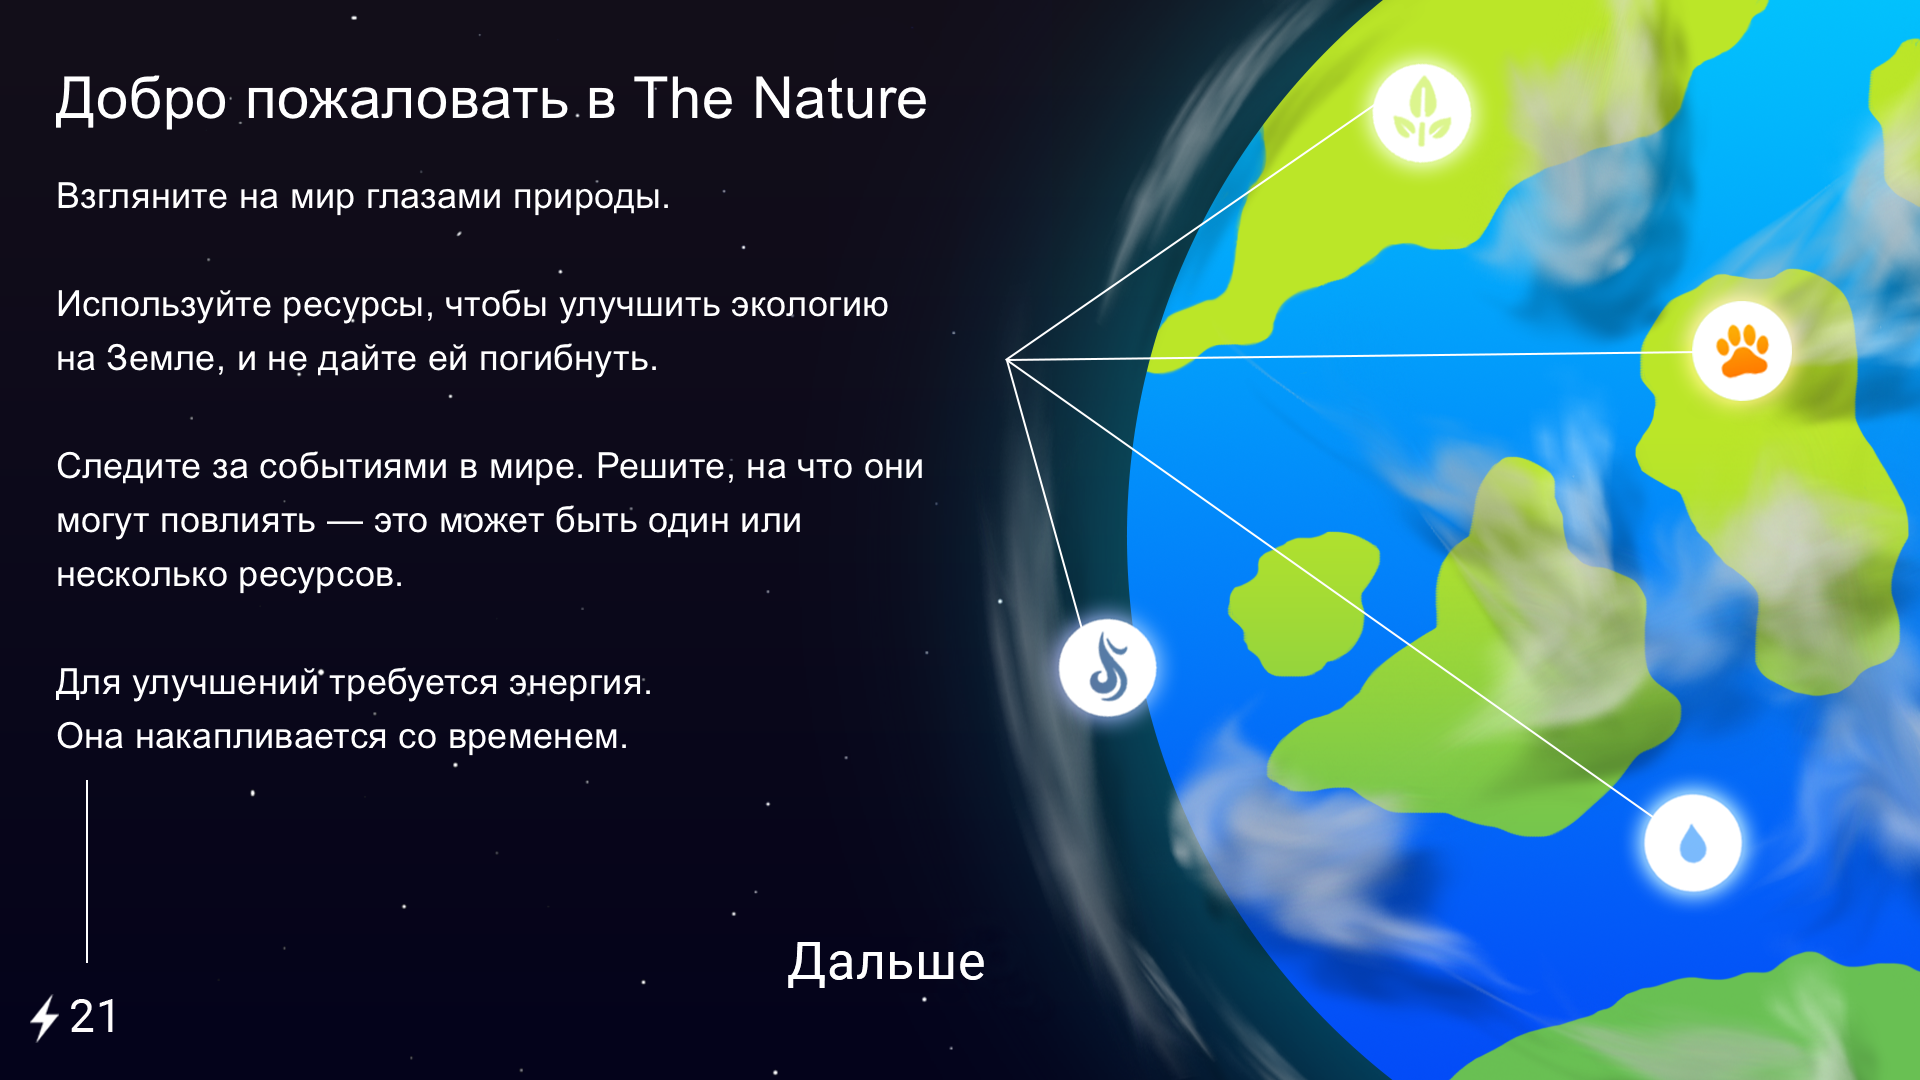 Добро пожаловать в The Nature
Взгляните на мир глазами природы.
Используйте ресурсы, чтобы улучшить экологию
на Земле, и не дайте ей погибнуть.
Следите за событиями в мире. Решите, на что они
могут повлиять — это может быть один или
несколько ресурсов.
Для улучшений требуется энергия.
Она накапливается со временем.
Дальше
21